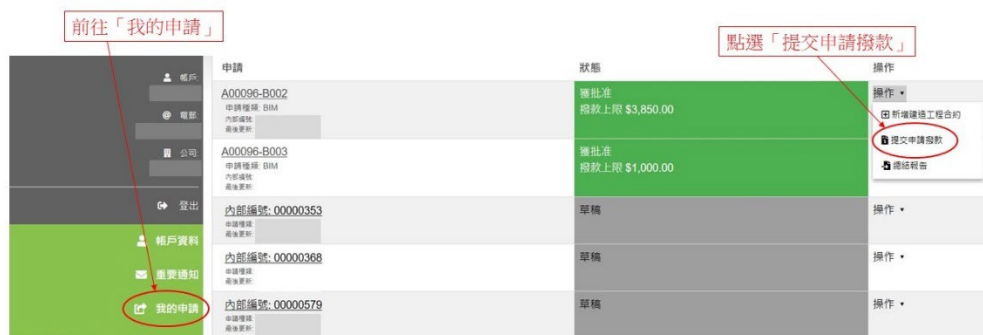 前往「我的申請」
點選「提交申請撥款」
帳戶:
電郵:
公司:
登出
帳戶資料
重要通知
我的申請
申請
狀態
操作
A00096-B002
申請種類: BIM
內部編號:
最後更新:
獲批准
撥款上限 $3,850.00
操作
新增建造工程合約
提交申請撥款
總結報告
A00096-B003
申請種類: BIM
內部編號:
最後更新:
獲批准
撥款上限 $1,000.00
內部編號: 00000353
申請種類:
最後更新:
草稿
操作
內部編號: 00000368
申請種類:
最後更新:
草稿
操作
內部編號: 00000579
申請種類:
最後更新:
草稿
操作